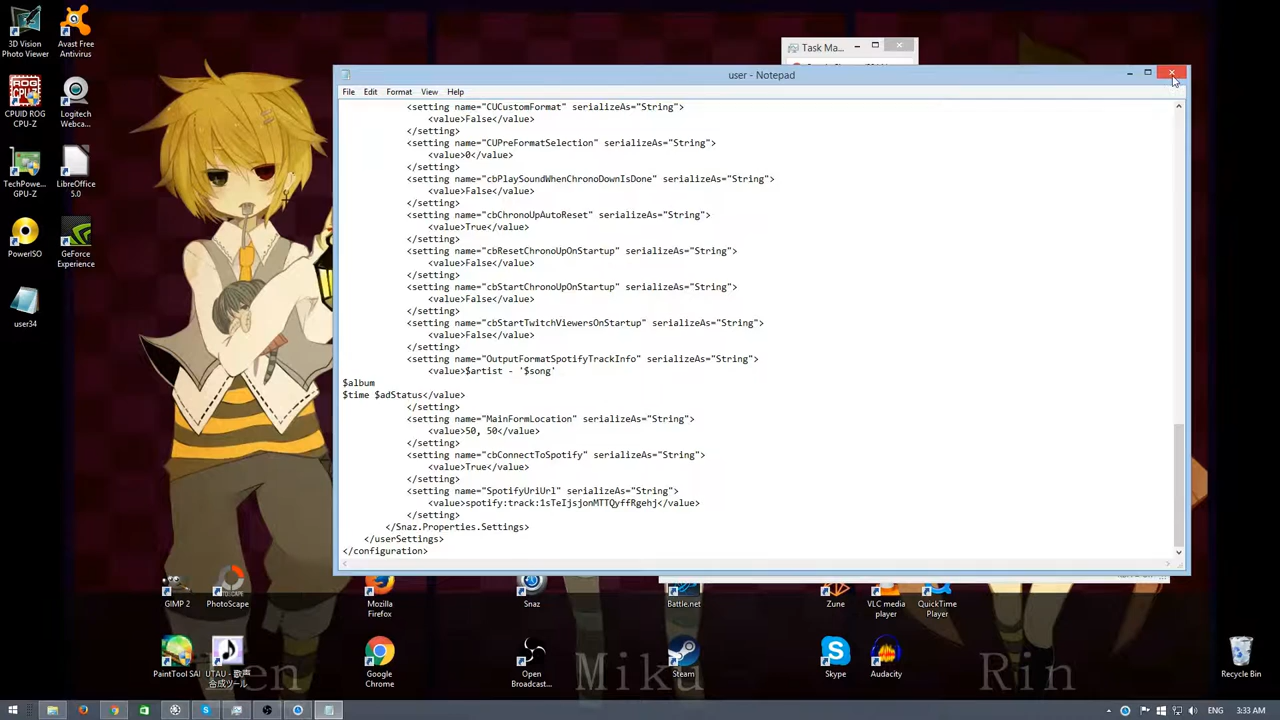 3D Vision
Photo Viewer
Avast Free
Antivirus
CPUID ROG
CPU-Z
Logitech
Webca...
TechPowe...
GPU-Z
LibreOffice
5.0
PowerISO
GeForce
Experience
user34
Task Ma...
user - Notepad
File Edit Format View Help
<setting name="CUCustomFormat" serializeAs="String">
<value>False</value>
</setting>
<setting name="CUPreFormatSelection" serializeAs="String">
<value>0</value>
</setting>
<setting name="cbPlaySoundWhenChronoDownIsDone" serializeAs="String">
<value>False</value>
</setting>
<setting name="cbChronoUpAutoReset" serializeAs="String">
<value>True</value>
</setting>
<setting name="cbResetChronoUpOnStartup" serializeAs="String">
<value>False</value>
</setting>
<setting name="cbStartChronoUpOnStartup" serializeAs="String">
<value>False</value>
</setting>
<setting name="cbStartTwitchViewersOnStartup" serializeAs="String">
<value>False</value>
</setting>
<setting name="OutputFormatSpotifyTrackInfo" serializeAs="String">
<value>$artist - '$song'
$album
$time $adStatus</value>
</setting>
<setting name="MainFormLocation" serializeAs="String">
<value>50, 50</value>
</setting>
<setting name="cbConnectToSpotify" serializeAs="String">
<value>True</value>
</setting>
<setting name="SpotifyUriUrl" serializeAs="String">
<value>spotify:track:1sTeIjsjonMTTQyffRgehj</value>
</setting>
</Snaz.Properties.Settings>
</userSettings>
</configuration>
GIMP 2
PhotoScape
Mozilla
Firefox
Snaz
Battle.net
Zune
VLC media
player
QuickTime
Player
PaintTool SAI
UTAU - 歌声
合成ツール
Google
Chrome
Open
Broadcast...
Steam
Skype
Audacity
Recycle Bin
Miku
Rin
ENG 3:33 AM